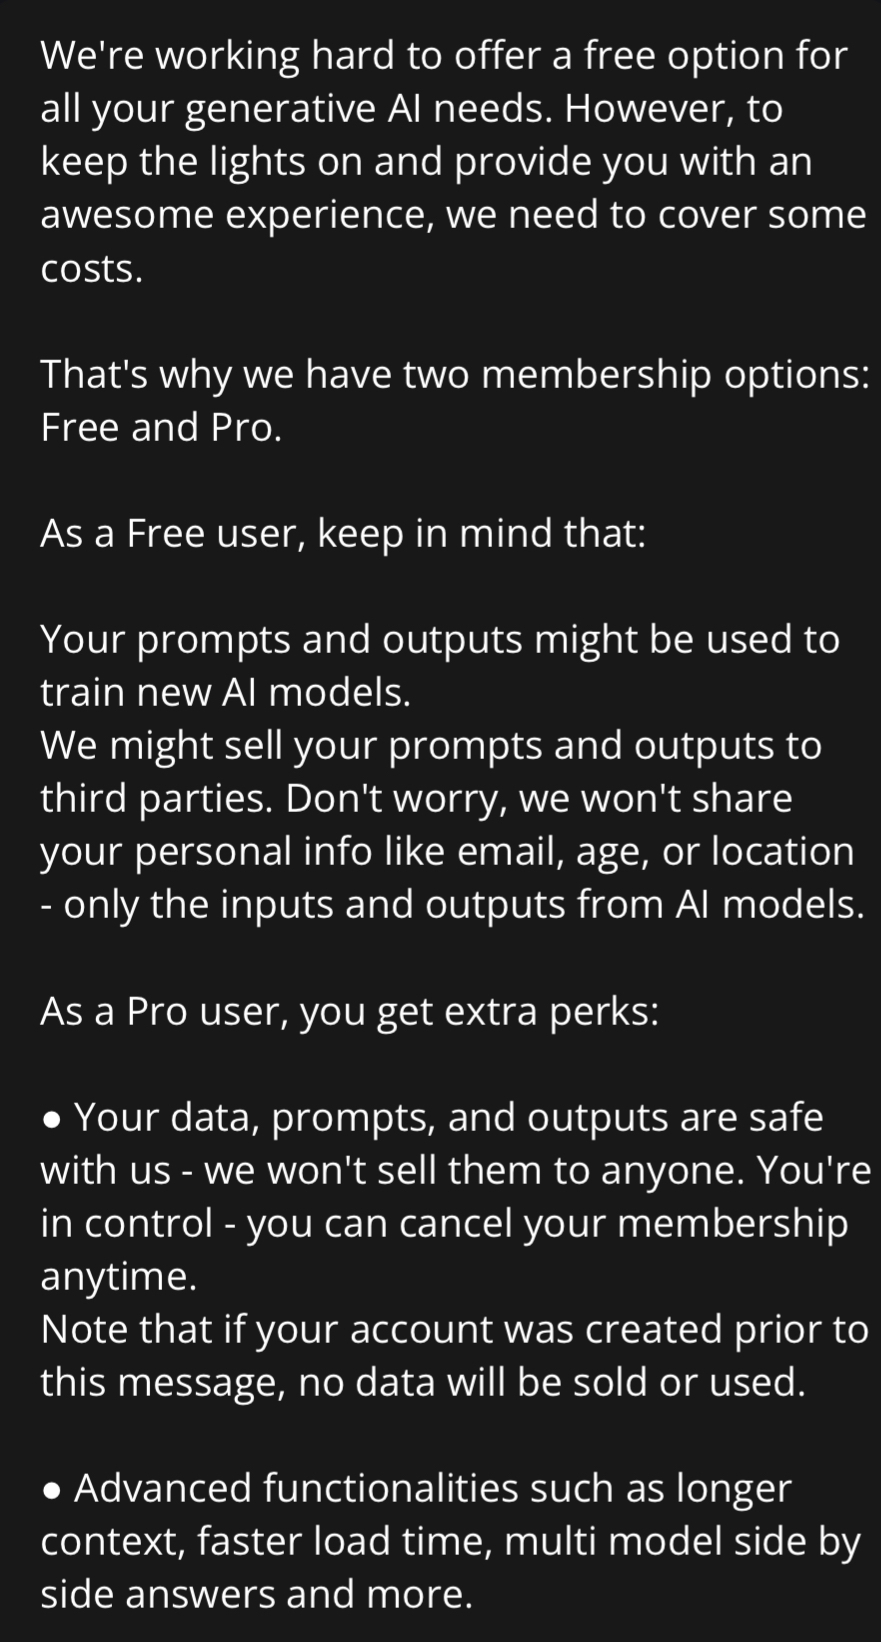 We're working hard to offer a free option for
all your generative AI needs. However, to
keep the lights on and provide you with an
awesome experience, we need to cover some
costs.
That's why we have two membership options:
Free and Pro.
As a Free user, keep in mind that:
Your prompts and outputs might be used to
train new AI models.
We might sell your prompts and outputs to
third parties. Don't worry, we won't share
your personal info like email, age, or location
- only the inputs and outputs from AI models.
As a Pro user, you get extra perks:
● Your data, prompts, and outputs are safe
with us - we won't sell them to anyone. You're
in control - you can cancel your membership
anytime.
Note that if your account was created prior to
this message, no data will be sold or used.
● Advanced functionalities such as longer
context, faster load time, multi model side by
side answers and more.